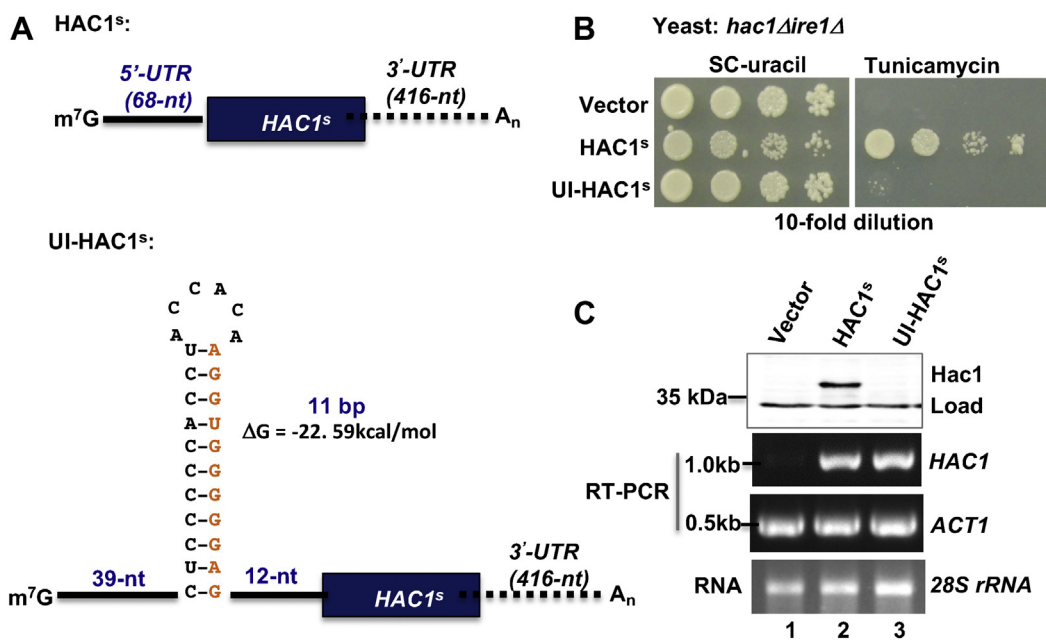 A
HAC1ˢ:
5'-UTR
(68-nt)
3'-UTR
(416-nt)
m⁷G
HAC1ˢ
Aₙ
UI-HAC1ˢ:
C A
C C
C A
A A
U-A
C-G
C-G
A-U
C-G
C-G
C-G
C-G
C-G
U-A
C-G
11 bp
ΔG = -22. 59kcal/mol
39-nt
12-nt
3'-UTR
(416-nt)
m⁷G
HAC1ˢ
Aₙ
B
Yeast: hac1Δire1Δ
SC-uracil
Tunicamycin
Vector
HAC1ˢ
UI-HAC1ˢ
10-fold dilution
C
Vector
HAC1ˢ
UI-HAC1ˢ
35 kDa
Hac1
Load
RT-PCR
1.0kb
HAC1
0.5kb
ACT1
RNA
28S rRNA
1 2 3